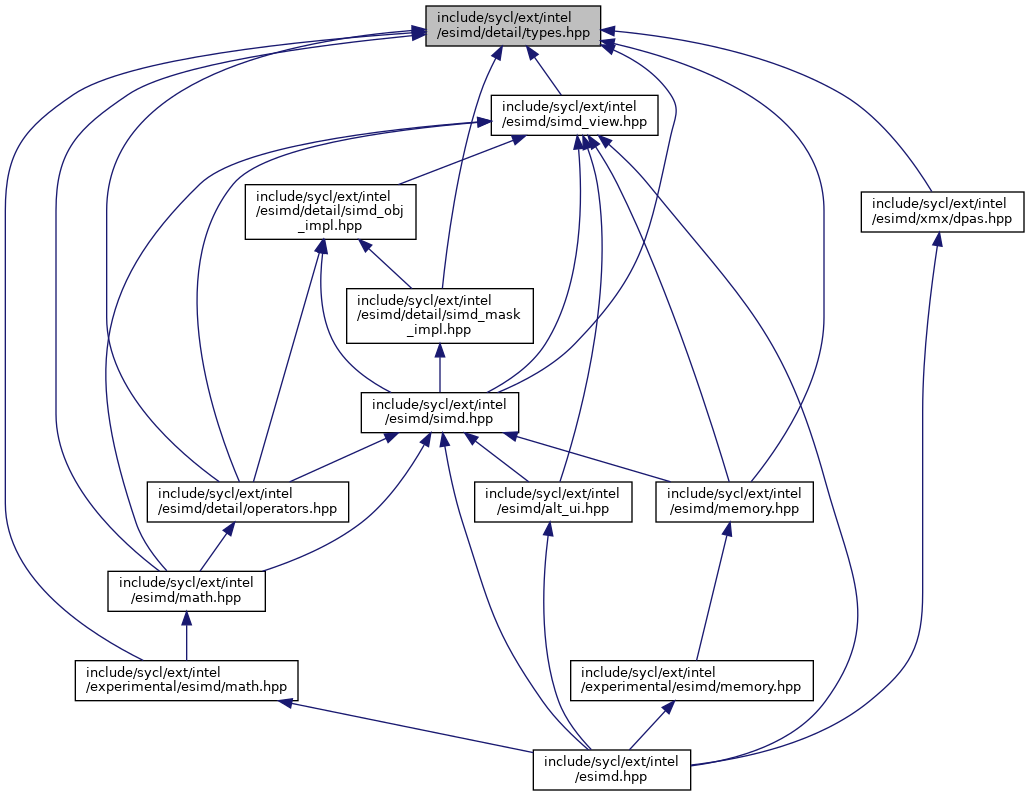 include/sycl/ext/intel
/esimd/detail/types.hpp
include/sycl/ext/intel
/esimd/simd_view.hpp
include/sycl/ext/intel
/esimd/detail/simd_obj
_impl.hpp
include/sycl/ext/intel
/esimd/xmx/dpas.hpp
include/sycl/ext/intel
/esimd/detail/simd_mask
_impl.hpp
include/sycl/ext/intel
/esimd/simd.hpp
include/sycl/ext/intel
/esimd/detail/operators.hpp
include/sycl/ext/intel
/esimd/alt_ui.hpp
include/sycl/ext/intel
/esimd/memory.hpp
include/sycl/ext/intel
/esimd/math.hpp
include/sycl/ext/intel
/experimental/esimd/math.hpp
include/sycl/ext/intel
/experimental/esimd/memory.hpp
include/sycl/ext/intel
/esimd.hpp